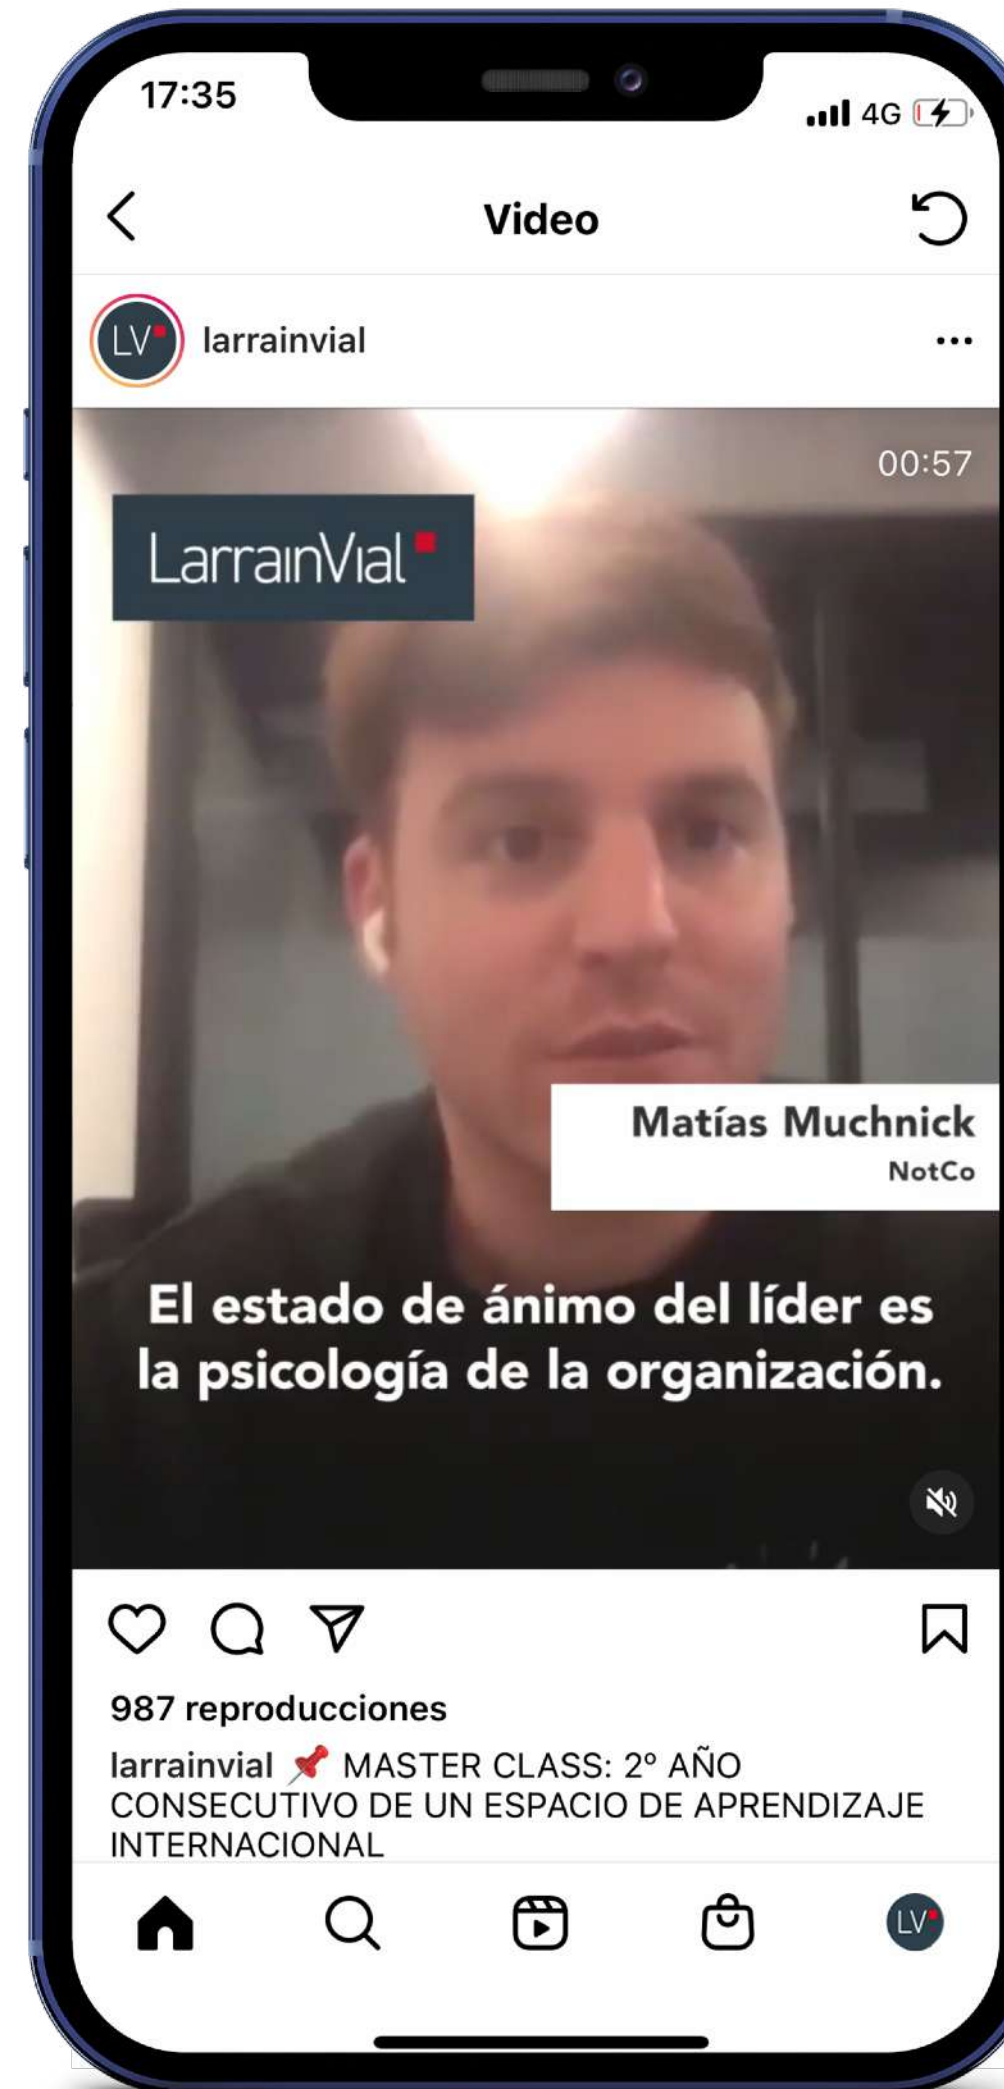 17:35
4G
Video
LV
larrainvial
00:57
LarrainVial
Matías Muchnick
NotCo
El estado de ánimo del líder es
la psicología de la organización.
987 reproducciones
larrainvial 📌 MASTER CLASS: 2º AÑO
CONSECUTIVO DE UN ESPACIO DE APRENDIZAJE
INTERNACIONAL
LV